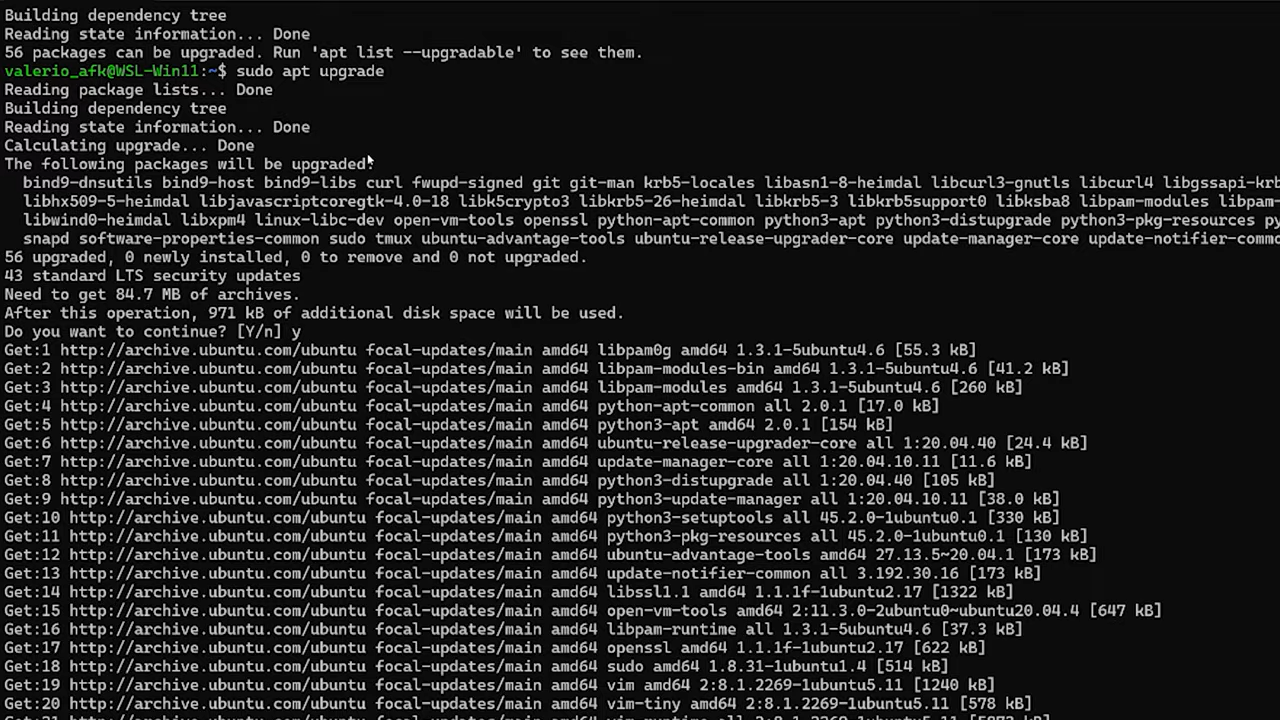 Building dependency tree
Reading state information... Done
56 packages can be upgraded. Run 'apt list --upgradable' to see them.
valerio_afk@WSL-Win11:~$ sudo apt upgrade
Reading package lists... Done
Building dependency tree
Reading state information... Done
Calculating upgrade... Done
The following packages will be upgraded:
bind9-dnsutils bind9-host bind9-libs curl fwupd-signed git git-man krb5-locales libasn1-8-heimdal libcurl3-gnutls libcurl4 libgssapi-krb
libhx509-5-heimdal libjavascriptcoregtk-4.0-18 libk5crypto3 libkrb5-26-heimdal libkrb5-3 libkrb5support0 libksba8 libpam-modules libpam-
libwind0-heimdal libxpm4 linux-libc-dev open-vm-tools openssl python-apt-common python3-apt python3-distupgrade python3-pkg-resources py
snapd software-properties-common sudo tmux ubuntu-advantage-tools ubuntu-release-upgrader-core update-manager-core update-notifier-commo
56 upgraded, 0 newly installed, 0 to remove and 0 not upgraded.
43 standard LTS security updates
Need to get 84.7 MB of archives.
After this operation, 971 kB of additional disk space will be used.
Do you want to continue? [Y/n] y
Get:1 http://archive.ubuntu.com/ubuntu focal-updates/main amd64 libpam0g amd64 1.3.1-5ubuntu4.6 [55.3 kB]
Get:2 http://archive.ubuntu.com/ubuntu focal-updates/main amd64 libpam-modules-bin amd64 1.3.1-5ubuntu4.6 [41.2 kB]
Get:3 http://archive.ubuntu.com/ubuntu focal-updates/main amd64 libpam-modules amd64 1.3.1-5ubuntu4.6 [260 kB]
Get:4 http://archive.ubuntu.com/ubuntu focal-updates/main amd64 python-apt-common all 2.0.1 [17.0 kB]
Get:5 http://archive.ubuntu.com/ubuntu focal-updates/main amd64 python3-apt amd64 2.0.1 [154 kB]
Get:6 http://archive.ubuntu.com/ubuntu focal-updates/main amd64 ubuntu-release-upgrader-core all 1:20.04.40 [24.4 kB]
Get:7 http://archive.ubuntu.com/ubuntu focal-updates/main amd64 update-manager-core all 1:20.04.10.11 [11.6 kB]
Get:8 http://archive.ubuntu.com/ubuntu focal-updates/main amd64 python3-distupgrade all 1:20.04.40 [105 kB]
Get:9 http://archive.ubuntu.com/ubuntu focal-updates/main amd64 python3-update-manager all 1:20.04.10.11 [38.0 kB]
Get:10 http://archive.ubuntu.com/ubuntu focal-updates/main amd64 python3-setuptools all 45.2.0-1ubuntu0.1 [330 kB]
Get:11 http://archive.ubuntu.com/ubuntu focal-updates/main amd64 python3-pkg-resources all 45.2.0-1ubuntu0.1 [130 kB]
Get:12 http://archive.ubuntu.com/ubuntu focal-updates/main amd64 ubuntu-advantage-tools amd64 27.13.5~20.04.1 [173 kB]
Get:13 http://archive.ubuntu.com/ubuntu focal-updates/main amd64 update-notifier-common all 3.192.30.16 [173 kB]
Get:14 http://archive.ubuntu.com/ubuntu focal-updates/main amd64 libssl1.1 amd64 1.1.1f-1ubuntu2.17 [1322 kB]
Get:15 http://archive.ubuntu.com/ubuntu focal-updates/main amd64 open-vm-tools amd64 2:11.3.0-2ubuntu0~ubuntu20.04.4 [647 kB]
Get:16 http://archive.ubuntu.com/ubuntu focal-updates/main amd64 libpam-runtime all 1.3.1-5ubuntu4.6 [37.3 kB]
Get:17 http://archive.ubuntu.com/ubuntu focal-updates/main amd64 openssl amd64 1.1.1f-1ubuntu2.17 [622 kB]
Get:18 http://archive.ubuntu.com/ubuntu focal-updates/main amd64 sudo amd64 1.8.31-1ubuntu1.4 [514 kB]
Get:19 http://archive.ubuntu.com/ubuntu focal-updates/main amd64 vim amd64 2:8.1.2269-1ubuntu5.11 [1240 kB]
Get:20 http://archive.ubuntu.com/ubuntu focal-updates/main amd64 vim-tiny amd64 2:8.1.2269-1ubuntu5.11 [578 kB]